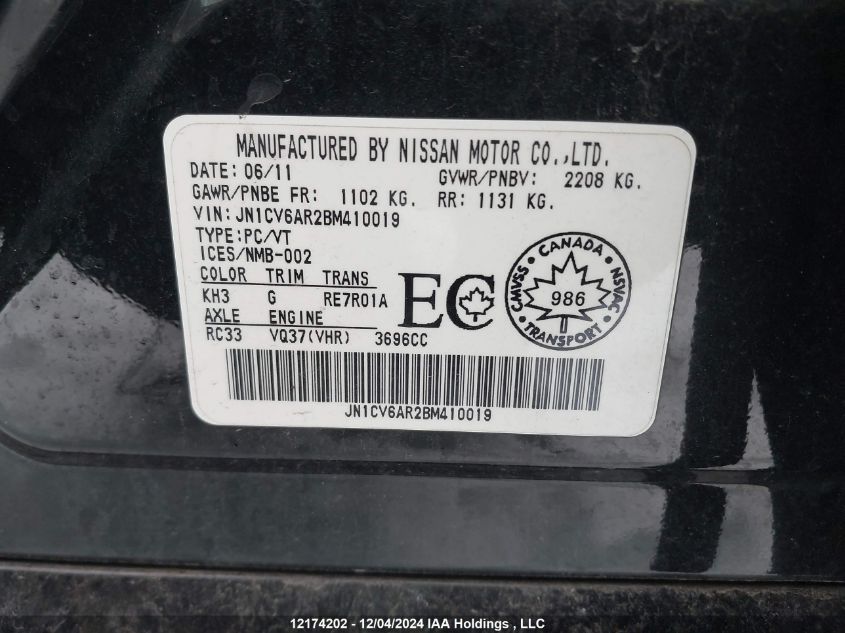 MANUFACTURED BY NISSAN MOTOR CO.,LTD.
DATE: 06/11 GVWR/PNBV: 2208 KG.
GAWR/PNBE FR: 1102 KG. RR: 1131 KG.
VIN: JN1CV6AR2BM410019
TYPE:PC/VT
ICES/NMB-002
COLOR TRIM TRANS
KH3 G RE7R01A
AXLE ENGINE
RC33 VQ37(VHR) 3696CC
EC
CANADA
CMVSS NSVAC
986
TRANSPORT
JN1CV6AR2BM410019
12174202 - 12/04/2024 IAA Holdings , LLC